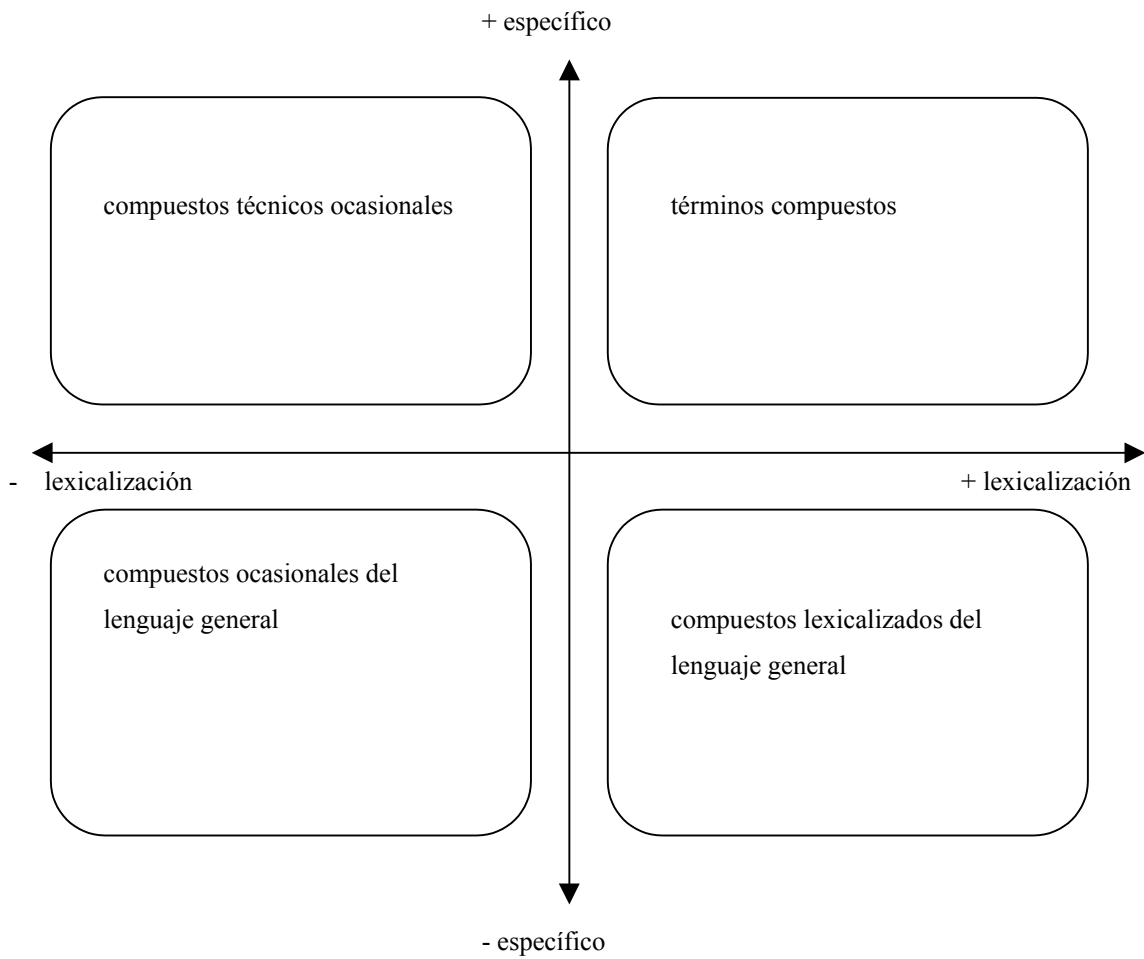 + específico
compuestos técnicos ocasionales
términos compuestos
- lexicalización
+ lexicalización
compuestos ocasionales del
lenguaje general
compuestos lexicalizados del
lenguaje general
- específico